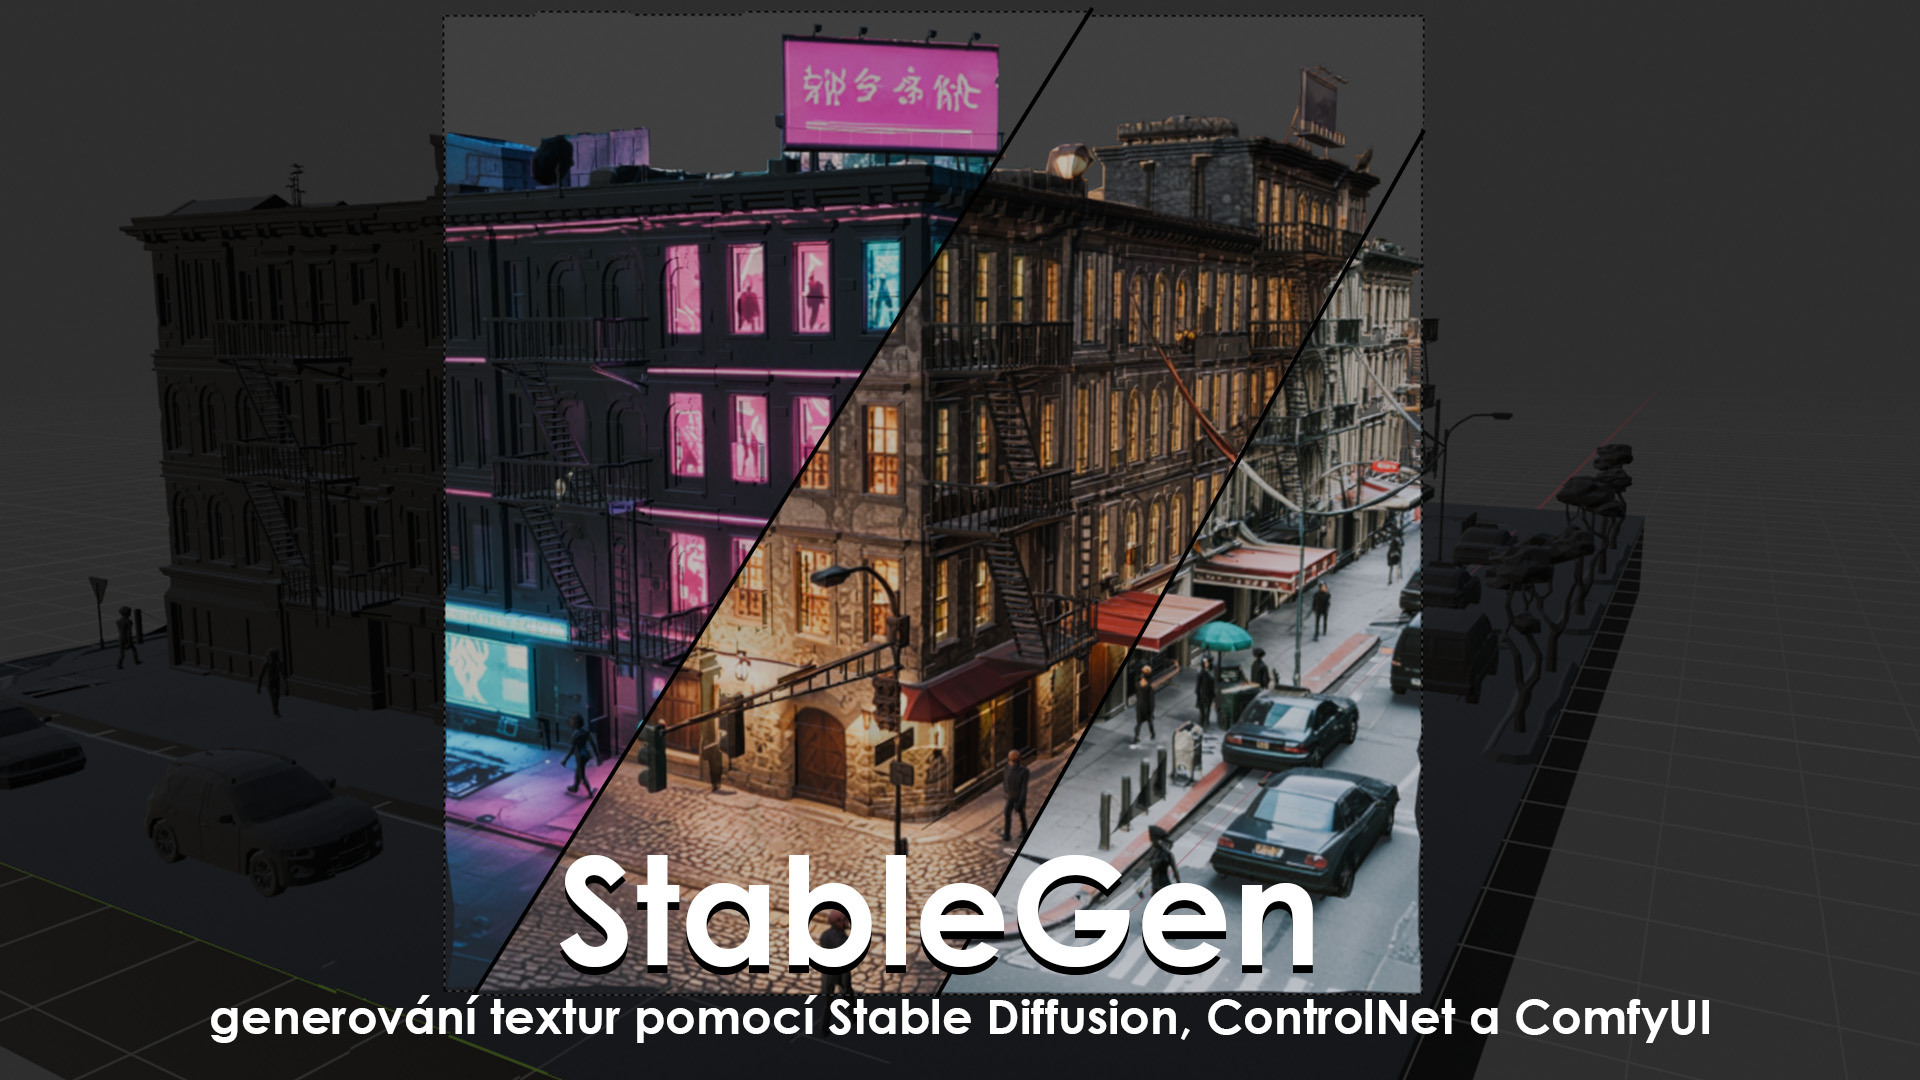 StableGen
generování textur pomocí Stable Diffusion, ControlNet a ComfyUI